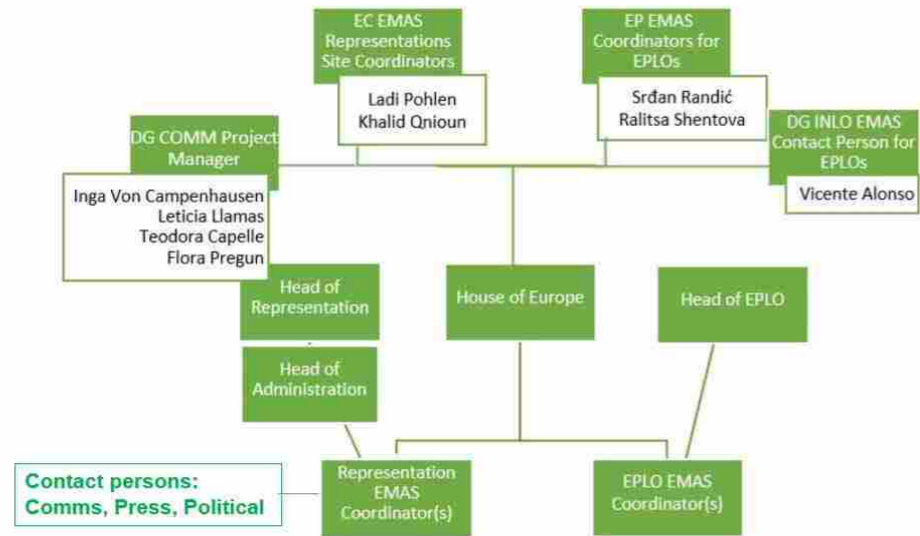 EC EMAS
Representations
Site Coordinators
Ladi Pohlen
Khalid Qnioun
EP EMAS
Coordinators for
EPLOs
Srđan Randić
Ralitsa Shentova
DG COMM Project
Manager
Inga Von Campenhausen
Leticia Llamas
Teodora Capelle
Flora Pregun
DG INLO EMAS
Contact Person for
EPLOs
Vicente Alonso
Head of
Representation
House of Europe
Head of EPLO
Head of
Administration
Contact persons:
Comms, Press, Political
Representation
EMAS
Coordinator(s)
EPLO EMAS
Coordinator(s)